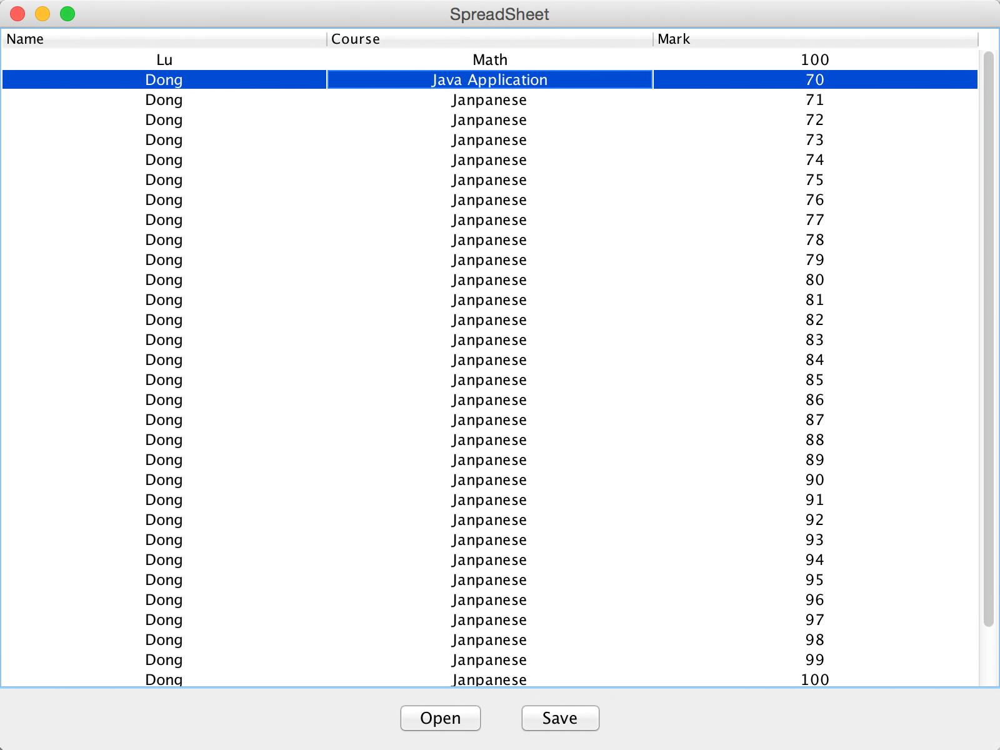 SpreadSheet
Name Course Mark
Lu Math 100
Dong Java Application 70
Dong Janpanese 71
Dong Janpanese 72
Dong Janpanese 73
Dong Janpanese 74
Dong Janpanese 75
Dong Janpanese 76
Dong Janpanese 77
Dong Janpanese 78
Dong Janpanese 79
Dong Janpanese 80
Dong Janpanese 81
Dong Janpanese 82
Dong Janpanese 83
Dong Janpanese 84
Dong Janpanese 85
Dong Janpanese 86
Dong Janpanese 87
Dong Janpanese 88
Dong Janpanese 89
Dong Janpanese 90
Dong Janpanese 91
Dong Janpanese 92
Dong Janpanese 93
Dong Janpanese 94
Dong Janpanese 95
Dong Janpanese 96
Dong Janpanese 97
Dong Janpanese 98
Dong Janpanese 99
Dong Janpanese 100
Open Save